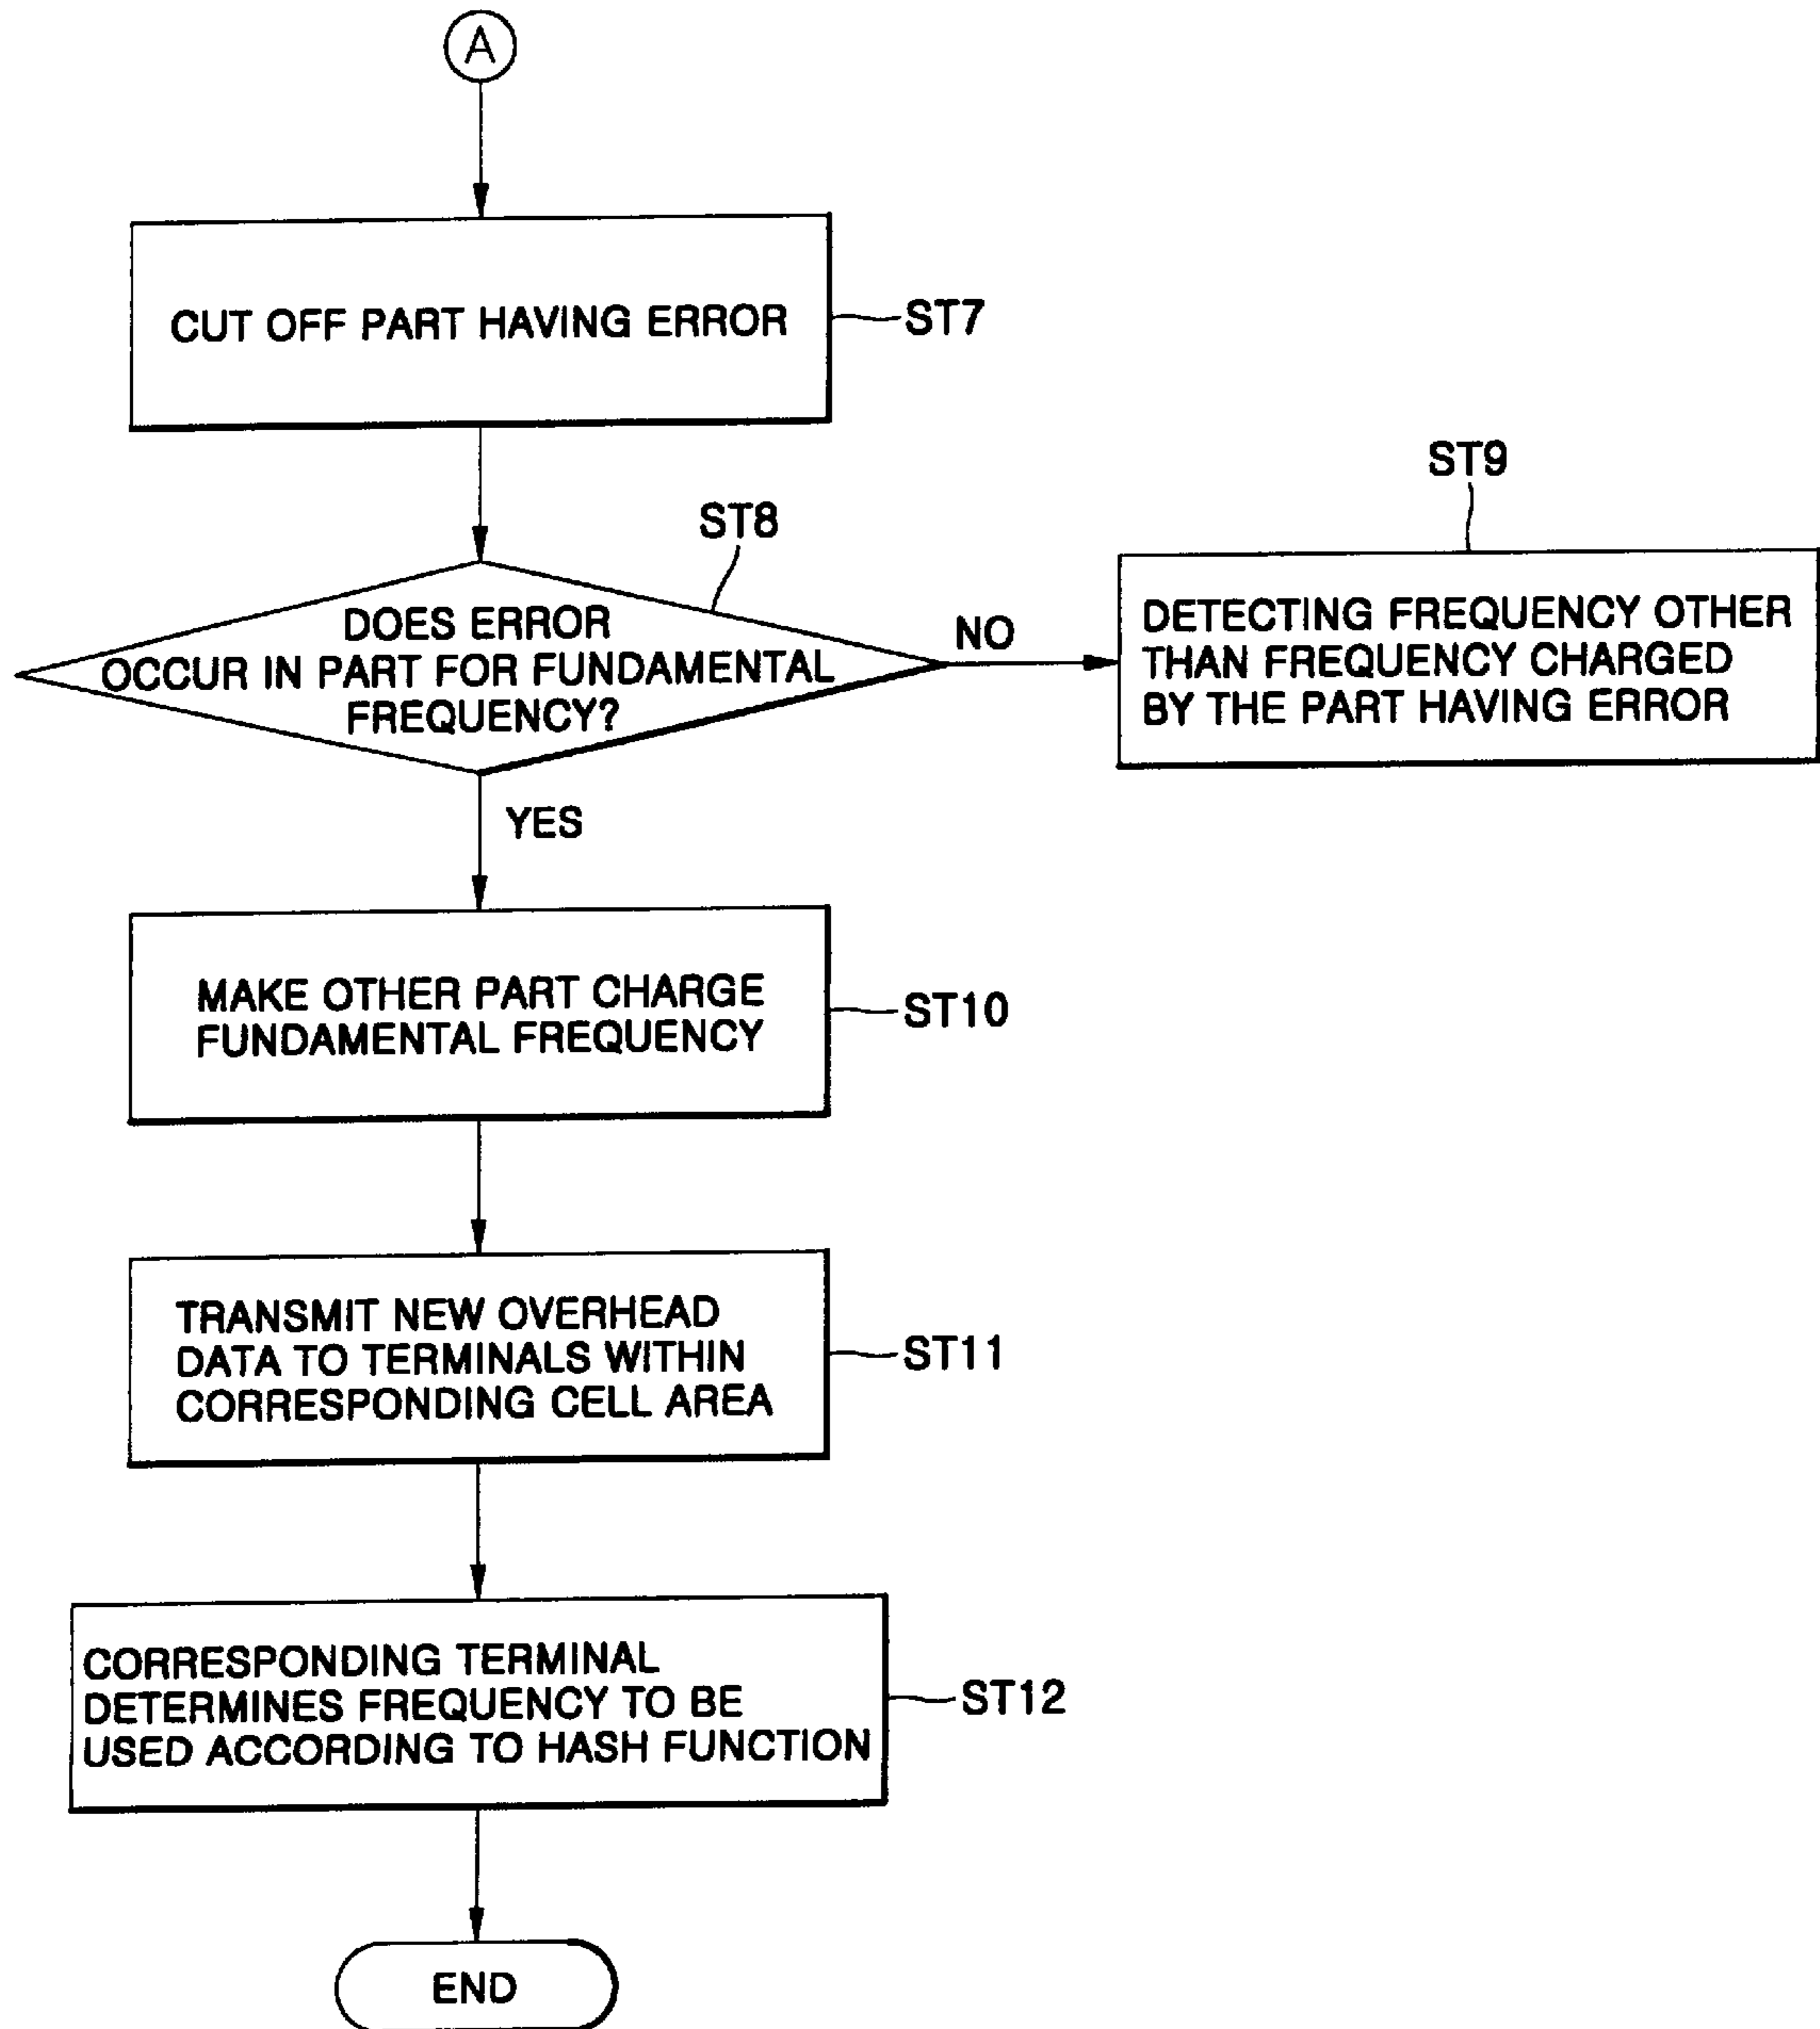 A
CUT OFF PART HAVING ERROR
ST7
ST8
DOES ERROR
OCCUR IN PART FOR FUNDAMENTAL
FREQUENCY?
NO
ST9
DETECTING FREQUENCY OTHER
THAN FREQUENCY CHARGED
BY THE PART HAVING ERROR
YES
MAKE OTHER PART CHARGE
FUNDAMENTAL FREQUENCY
ST10
TRANSMIT NEW OVERHEAD
DATA TO TERMINALS WITHIN
CORRESPONDING CELL AREA
ST11
CORRESPONDING TERMINAL
DETERMINES FREQUENCY TO BE
USED ACCORDING TO HASH FUNCTION
ST12
END